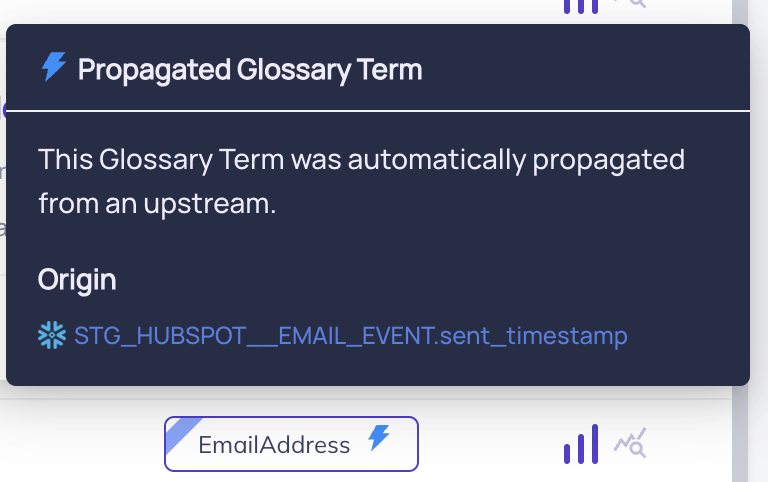 Propagated Glossary Term
This Glossary Term was automatically propagated
from an upstream.
Origin
STG_HUBSPOT__EMAIL_EVENT.sent_timestamp
EmailAddress